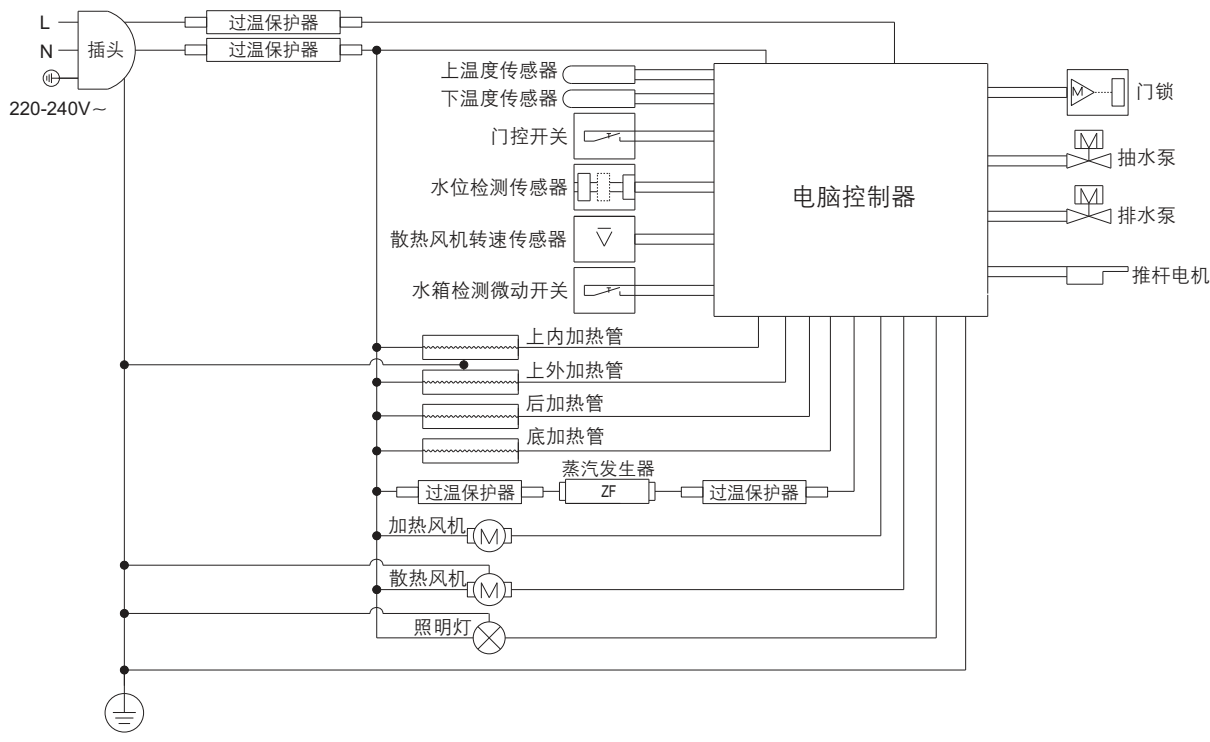 L
过温保护器
N
插头
过温保护器
220-240V~
上温度传感器
下温度传感器
门控开关
水位检测传感器
散热风机转速传感器
水箱检测微动开关
电脑控制器
M
门锁
M
抽水泵
M
排水泵
推杆电机
上内加热管
上外加热管
后加热管
底加热管
蒸汽发生器
过温保护器
ZF
过温保护器
加热风机
M
散热风机
M
照明灯